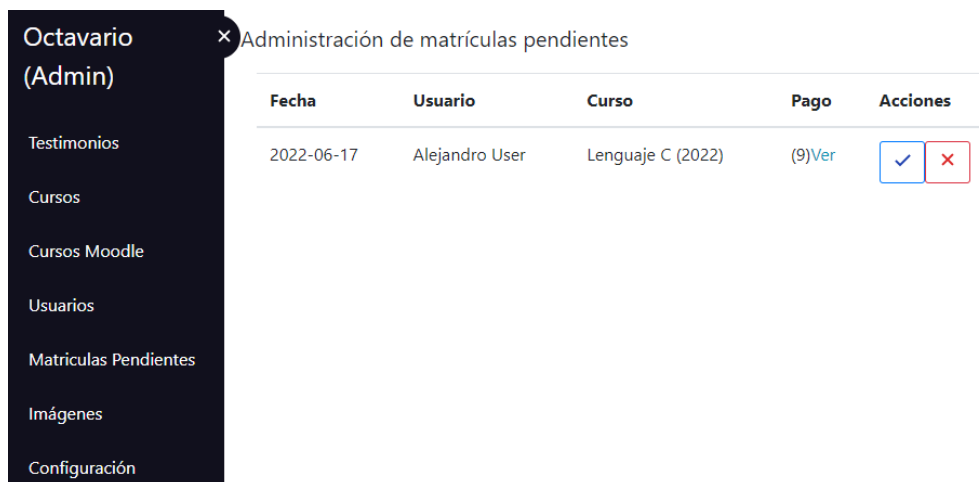 Octavario
(Admin)
Testimonios
Cursos
Cursos Moodle
Usuarios
Matriculas Pendientes
Imágenes
Configuración
Administración de matrículas pendientes
Fecha Usuario Curso Pago Acciones
2022-06-17 Alejandro User Lenguaje C (2022) (9)Ver